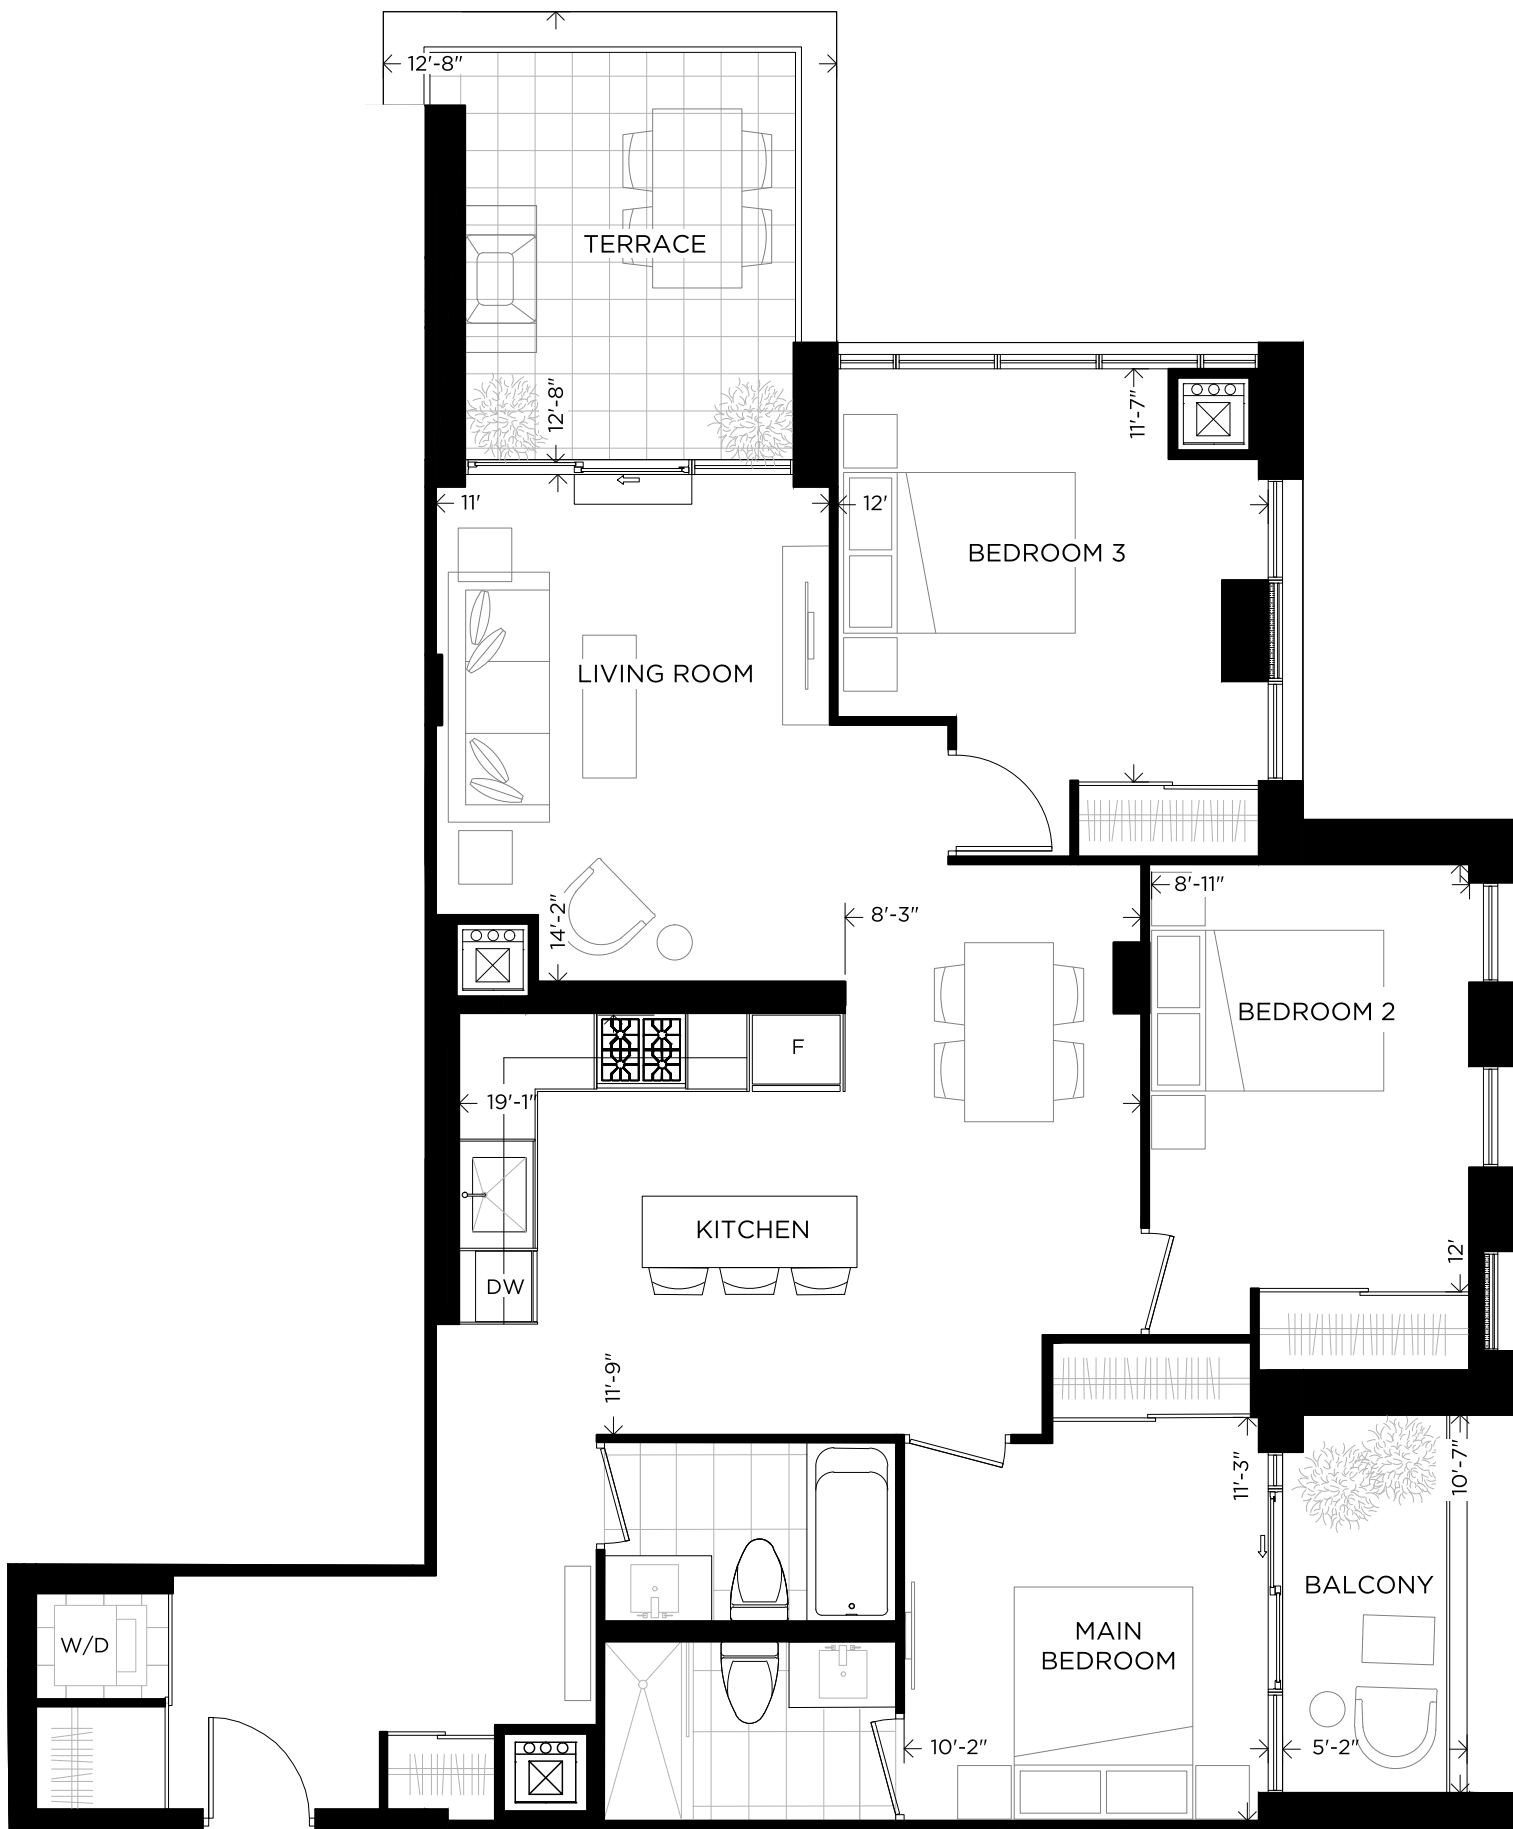 12'-8"
TERRACE
12'-8"
11'-7"
11'
12'
BEDROOM 3
LIVING ROOM
8'-11"
14'-2"
8'-3"
BEDROOM 2
F
19'-1"
KITCHEN
12'
DW
11'-9"
11'-3"
10'-7"
BALCONY
MAIN
BEDROOM
W/D
10'-2"
5'-2"